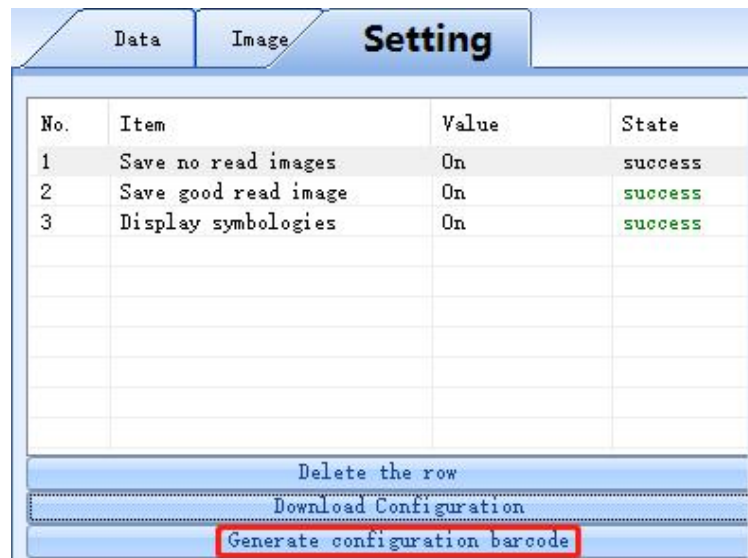 Data Image Setting
No. Item Value State
1 Save no read images On success
2 Save good read image On success
3 Display symbologies On success
Delete the row
Download Configuration
Generate configuration barcode